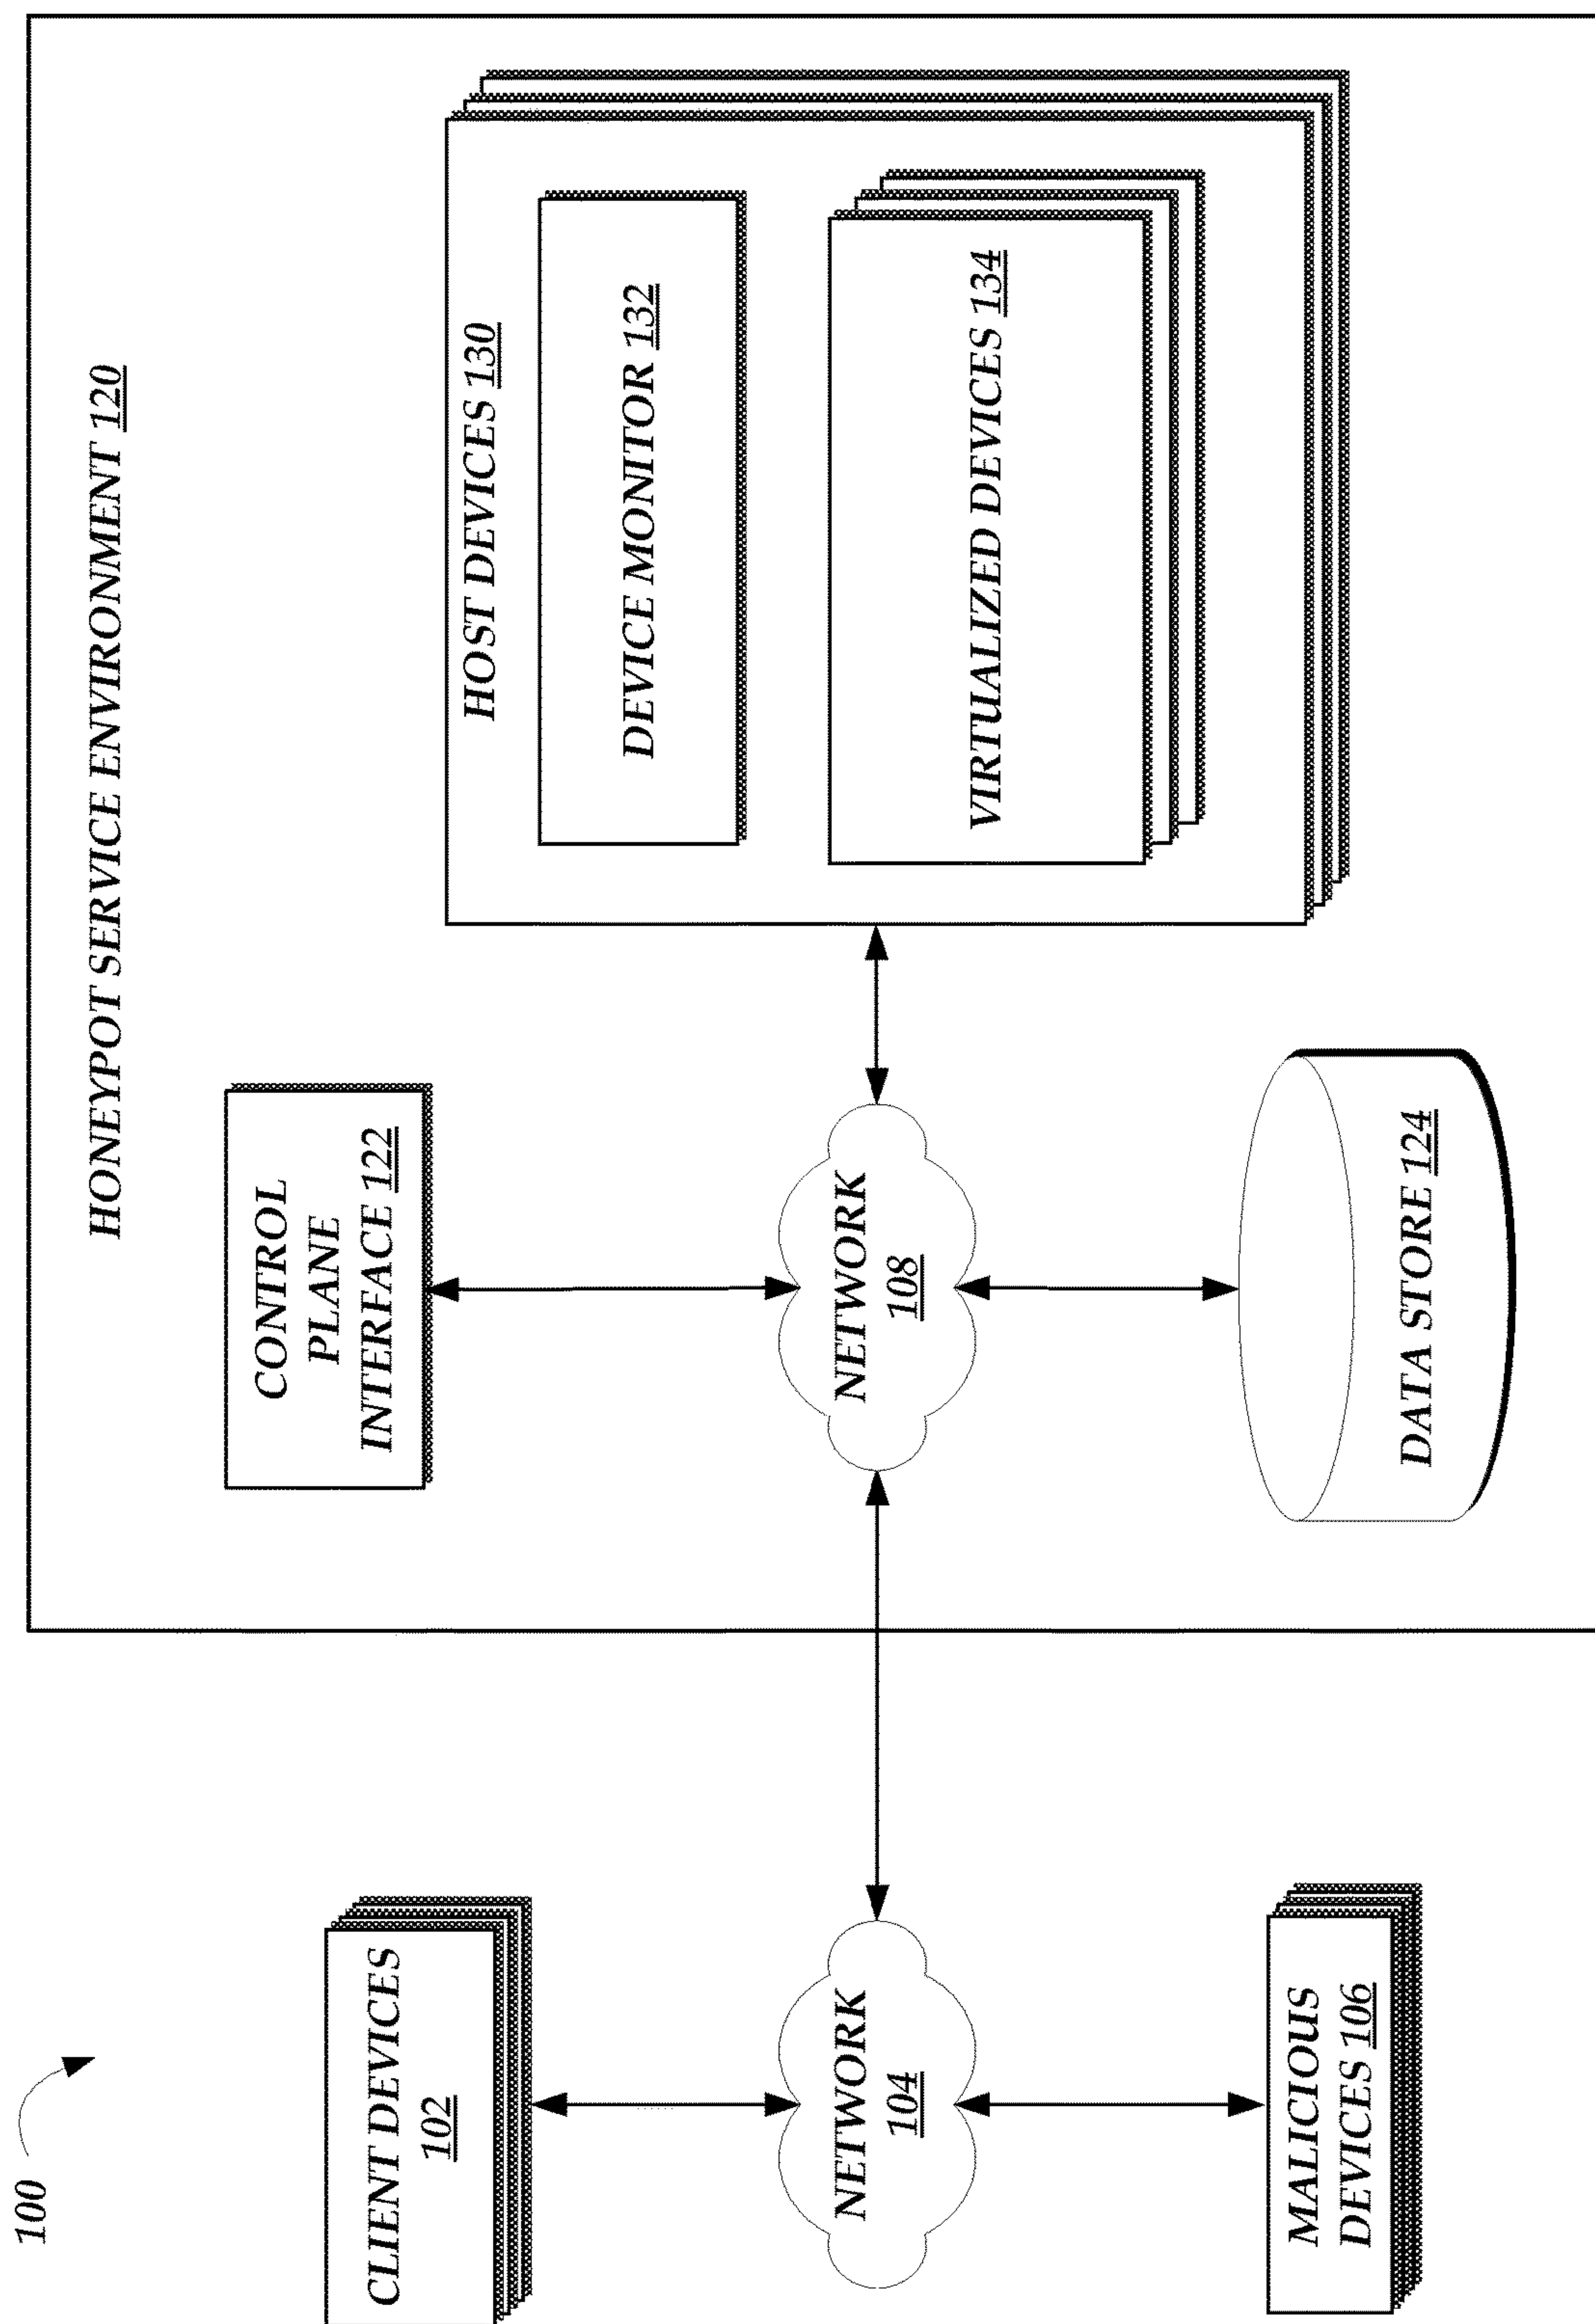 100
HONEYPOT SERVICE ENVIRONMENT 120
CLIENT DEVICES
102
NETWORK
104
MALICIOUS
DEVICES 106
CONTROL
PLANE
INTERFACE 122
NETWORK
108
DATA STORE 124
HOST DEVICES 130
DEVICE MONITOR 132
VIRTUALIZED DEVICES 134